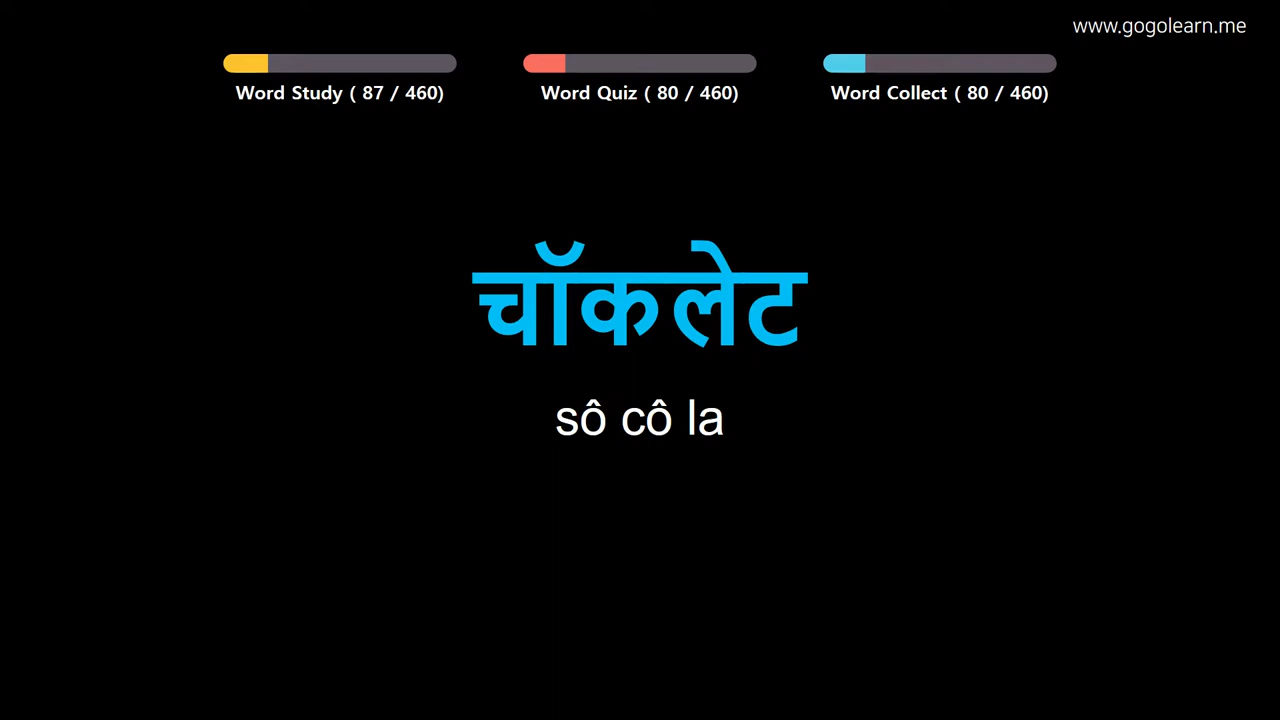 www.gogolearn.me
Word Study ( 87 / 460)
Word Quiz ( 80 / 460)
Word Collect ( 80 / 460)
चॉकलेट
sô cô la